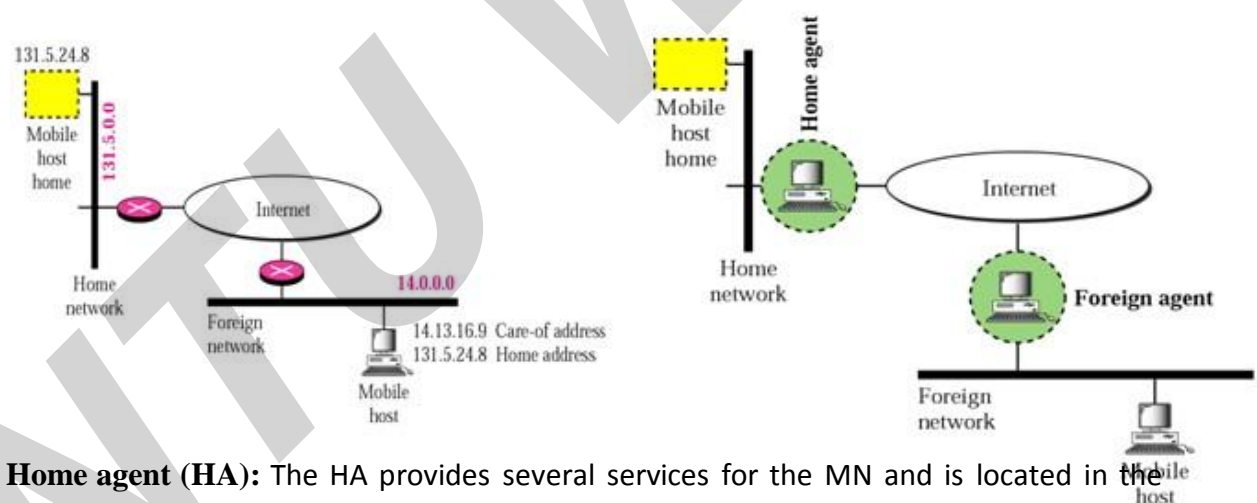 131.5.24.8
Mobile
host
home
131.5.0.0
Home
network
Internet
14.0.0.0
Foreign
network
14.13.16.9 Care-of address
131.5.24.8 Home address
Mobile
host
Mobile
host
home
Home agent
Home
network
Internet
Foreign agent
Foreign
network
Mobile
host
Home agent (HA): The HA provides several services for the MN and is located in the
NTU W